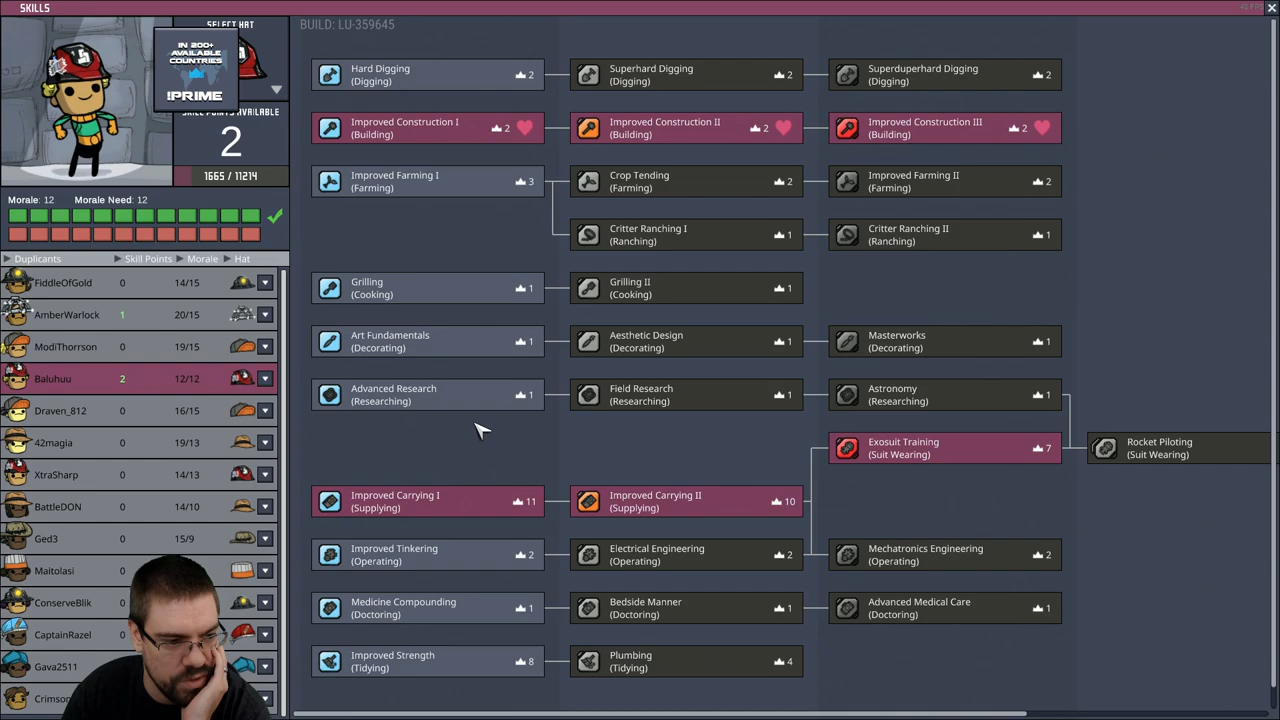 SKILLS
42 FPS
BUILD: LU-359645
SELECT HAT
IN 200+
AVAILABLE
COUNTRIES
!PRIME
SKILL POINTS AVAILABLE
2
1665 / 11214
Morale: 12 Morale Need: 12
Duplicants Skill Points Morale Hat
FiddleOfGold 0 14/15
AmberWarlock 1 20/15
ModiThorrson 0 19/15
Baluhuu 2 12/12
Draven_812 0 16/15
42magia 0 19/13
XtraSharp 0 14/13
BattleDON 0 14/10
Ged3 0 15/9
Maitolasi 0
ConserveBlik 0
CaptainRazel 0
Gava2511 0
Crimson
Hard Digging 2 Superhard Digging 2 Superduperhard Digging 2
(Digging) (Digging) (Digging)
Improved Construction I 2 Improved Construction II 2 Improved Construction III 2
(Building) (Building) (Building)
Improved Farming I 3 Crop Tending 2 Improved Farming II 2
(Farming) (Farming) (Farming)
Critter Ranching I 1 Critter Ranching II 1
(Ranching) (Ranching)
Grilling 1 Grilling II 1
(Cooking) (Cooking)
Art Fundamentals 1 Aesthetic Design 1 Masterworks 1
(Decorating) (Decorating) (Decorating)
Advanced Research 1 Field Research 1 Astronomy 1
(Researching) (Researching) (Researching)
Exosuit Training 7 Rocket Piloting
(Suit Wearing) (Suit Wearing)
Improved Carrying I 11 Improved Carrying II 10
(Supplying) (Supplying)
Improved Tinkering 2 Electrical Engineering 2 Mechatronics Engineering 2
(Operating) (Operating) (Operating)
Medicine Compounding 1 Bedside Manner 1 Advanced Medical Care 1
(Doctoring) (Doctoring) (Doctoring)
Improved Strength 8 Plumbing 4
(Tidying) (Tidying)